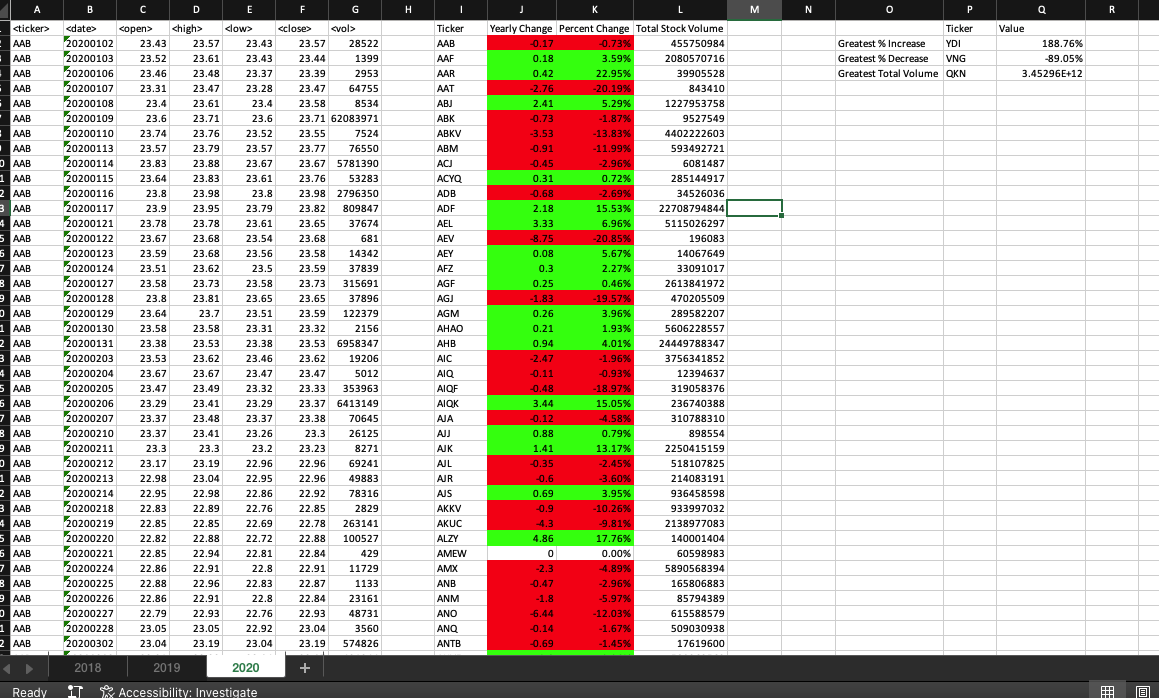 A B C D E F G H I J K L M N O P Q R
<ticker> <date> <open> <high> <low> <close> <vol> Ticker Yearly Change Percent Change Total Stock Volume Ticker Value
AAB 20200102 23.43 23.57 23.43 23.57 28522 AAB -0.17 -0.73% 455750984 Greatest % Increase YDI 188.76%
AAB 20200103 23.52 23.61 23.43 23.44 1399 AAF 0.18 3.59% 2080570716 Greatest % Decrease VNG -89.05%
AAB 20200106 23.46 23.48 23.37 23.39 2953 AAR 0.42 22.95% 39905528 Greatest Total Volume QKN 3.45296E+12
AAB 20200107 23.31 23.47 23.28 23.47 64755 AAT -2.76 -20.19% 843410
AAB 20200108 23.4 23.61 23.4 23.58 8534 ABJ 2.41 5.29% 1227953758
AAB 20200109 23.6 23.71 23.6 23.71 62083971 ABK -0.73 -1.87% 9527549
AAB 20200110 23.74 23.76 23.52 23.55 7524 ABKV -3.53 -13.83% 4402222603
AAB 20200113 23.57 23.79 23.57 23.77 76550 ABM -0.91 -11.99% 593492721
AAB 20200114 23.83 23.88 23.67 23.67 5781390 ACJ -0.45 -2.96% 6081487
AAB 20200115 23.64 23.83 23.61 23.76 53283 ACYQ 0.31 0.72% 285144917
AAB 20200116 23.8 23.98 23.8 23.98 2796350 ADB -0.68 -2.69% 34526036
AAB 20200117 23.9 23.95 23.79 23.82 809847 ADF 2.18 15.53% 22708794844
AAB 20200121 23.78 23.78 23.61 23.65 37674 AEL 3.33 6.96% 5115026297
AAB 20200122 23.67 23.68 23.54 23.68 681 AEV -8.75 -20.85% 196083
AAB 20200123 23.59 23.68 23.56 23.58 14342 AEY 0.08 5.67% 14067649
AAB 20200124 23.51 23.62 23.5 23.59 37839 AFZ 0.3 2.27% 33091017
AAB 20200127 23.58 23.73 23.58 23.73 315691 AGF 0.25 0.46% 2613841972
AAB 20200128 23.8 23.81 23.65 23.65 37896 AGJ -1.83 -19.57% 470205509
AAB 20200129 23.64 23.7 23.51 23.59 122379 AGM 0.26 3.96% 289582207
AAB 20200130 23.58 23.58 23.31 23.32 2156 AHAO 0.21 1.93% 5606228557
AAB 20200131 23.38 23.53 23.38 23.53 6958347 AHB 0.94 4.01% 24449788347
AAB 20200203 23.53 23.62 23.46 23.62 19206 AIC -2.47 -1.96% 3756341852
AAB 20200204 23.67 23.67 23.47 23.47 5012 AIQ -0.11 -0.93% 12394637
AAB 20200205 23.47 23.49 23.32 23.33 353963 AIQF -0.48 -18.97% 319058376
AAB 20200206 23.29 23.41 23.29 23.37 6413149 AIQK 3.44 15.05% 236740388
AAB 20200207 23.37 23.48 23.37 23.38 70645 AJA -0.12 -4.58% 310788310
AAB 20200210 23.37 23.41 23.26 23.3 26125 AJJ 0.88 0.79% 898554
AAB 20200211 23.3 23.3 23.2 23.23 8271 AJK 1.41 13.17% 2250415159
AAB 20200212 23.17 23.19 22.96 22.96 69241 AJL -0.35 -2.45% 518107825
AAB 20200213 22.98 23.04 22.95 22.96 49883 AJR -0.6 -3.60% 214083191
AAB 20200214 22.95 22.98 22.86 22.92 78316 AJS 0.69 3.95% 936458598
AAB 20200218 22.83 22.89 22.76 22.85 2829 AKKV -0.9 -10.26% 933997032
AAB 20200219 22.85 22.85 22.69 22.78 263141 AKUC -4.3 -9.81% 2138977083
AAB 20200220 22.82 22.88 22.72 22.88 100527 ALZY 4.86 17.76% 140001404
AAB 20200221 22.85 22.94 22.81 22.84 429 AMEW 0 0.00% 60598983
AAB 20200224 22.86 22.91 22.8 22.91 11729 AMX -2.3 -4.89% 5890568394
AAB 20200225 22.88 22.96 22.83 22.87 1133 ANB -0.47 -2.96% 165806883
AAB 20200226 22.86 22.91 22.8 22.84 23161 ANM -1.8 -5.97% 85794389
AAB 20200227 22.79 22.93 22.76 22.93 48731 ANO -6.44 -12.03% 615588579
AAB 20200228 23.05 23.05 22.92 23.04 3560 ANQ -0.14 -1.67% 509030938
AAB 20200302 23.04 23.19 23.04 23.19 574826 ANTB -0.69 -1.45% 17619600
2018 2019 2020 +
Ready Accessibility: Investigate